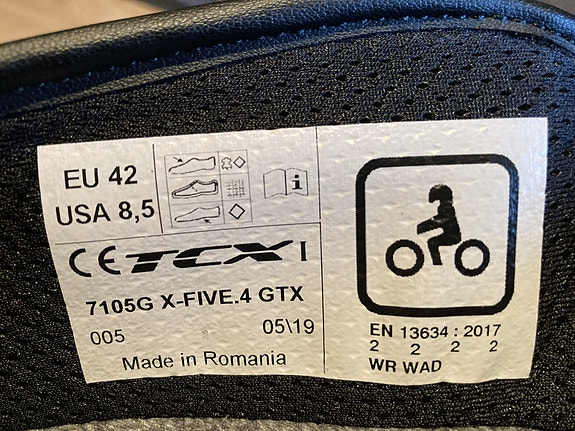 EU 42
USA 8,5
i
CE TCX I
7105G X-FIVE.4 GTX
005 05\19
Made in Romania
EN 13634 : 2017
2 2 2 2
WR WAD